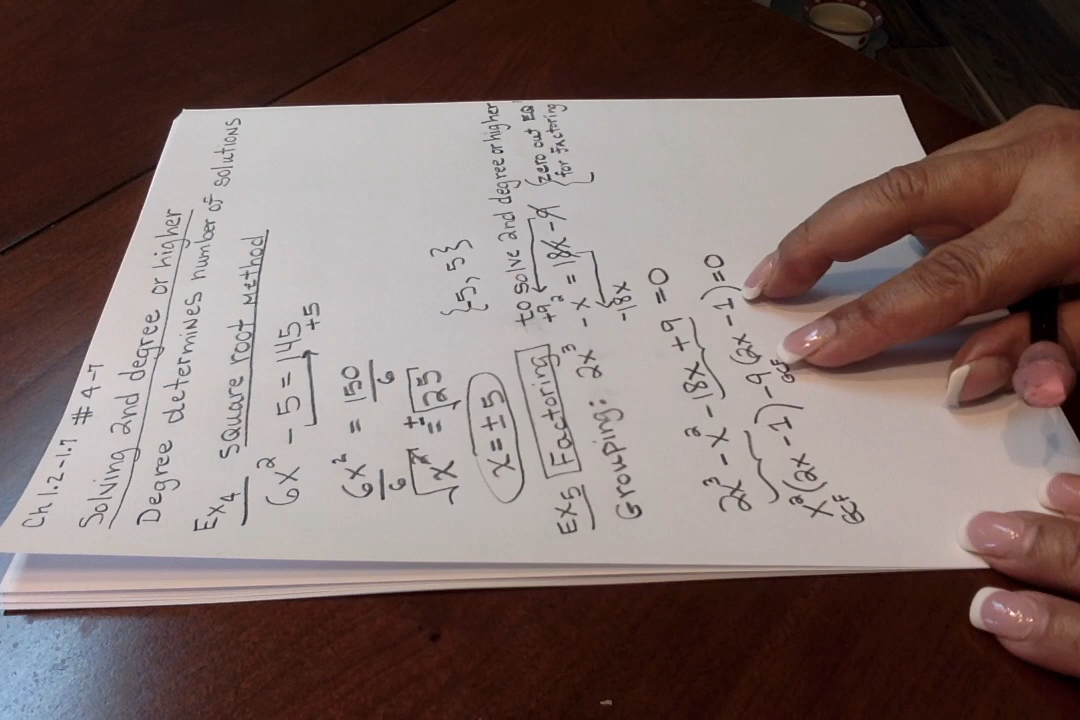 Ch 1.2-1.7 # 4-7
Solving 2nd degree or higher
Degree determines number of solutions
Ex4 square root Method
6x² - 5 = 145
+5
6x² = 150
6 6
√x² = ±√25
x = ±5 {5, 5}
EX5 Factoring to solve 2nd degree or higher
+9
Grouping: 2x³ - x² = 18x - 9 {zero out EQ
for factoring
-18x
2x³ - x² - 18x + 9 = 0
x²(2x - 1) - 9(2x - 1) = 0
GCF GCF